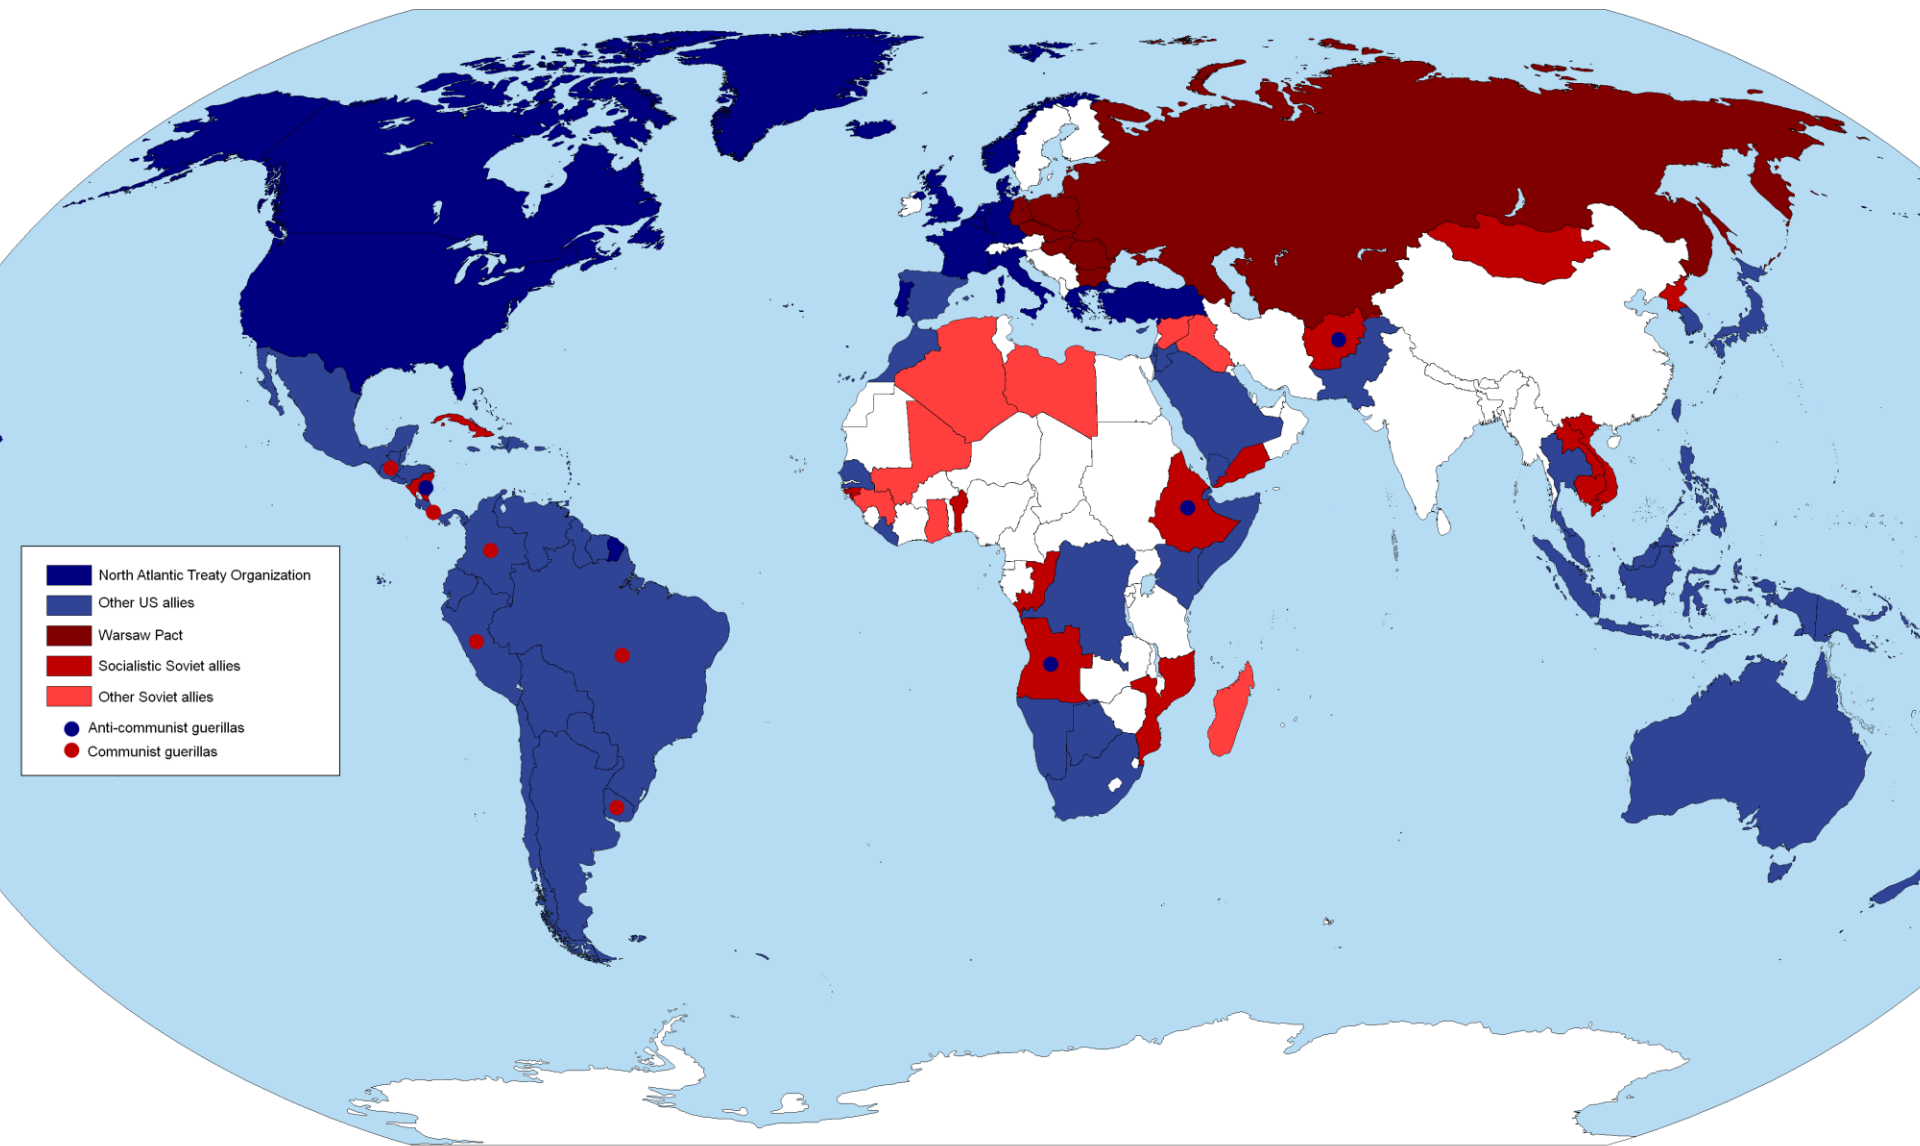 North Atlantic Treaty Organization
Other US allies
Warsaw Pact
Socialistic Soviet allies
Other Soviet allies
Anti-communist guerillas
Communist guerillas